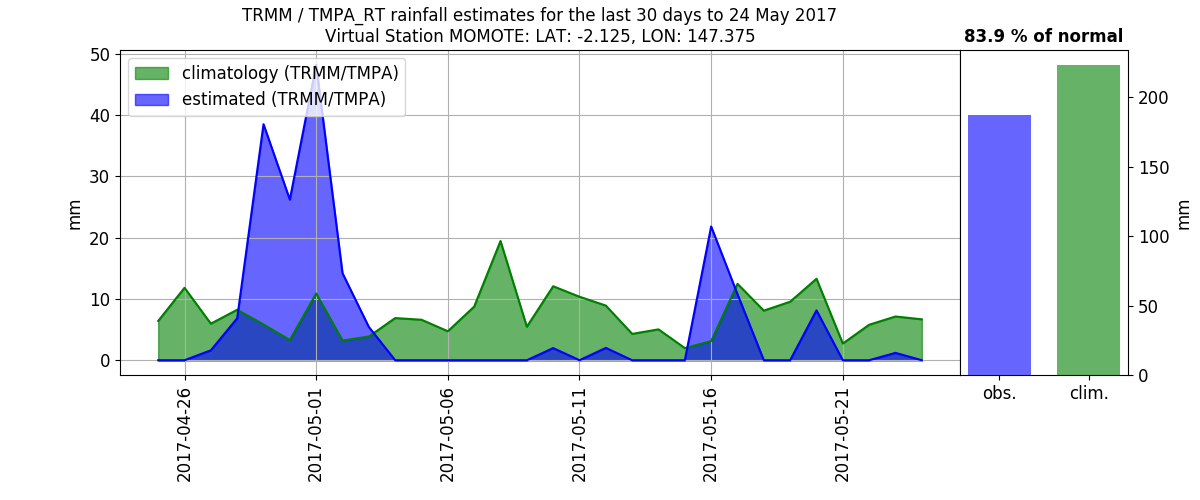 TRMM / TMPA_RT rainfall estimates for the last 30 days to 24 May 2017
Virtual Station MOMOTE: LAT: -2.125, LON: 147.375
83.9 % of normal
climatology (TRMM/TMPA)
estimated (TRMM/TMPA)
50
40
30
20
10
0
mm
200
150
100
50
0
mm
2017-04-26
2017-05-01
2017-05-06
2017-05-11
2017-05-16
2017-05-21
obs.
clim.